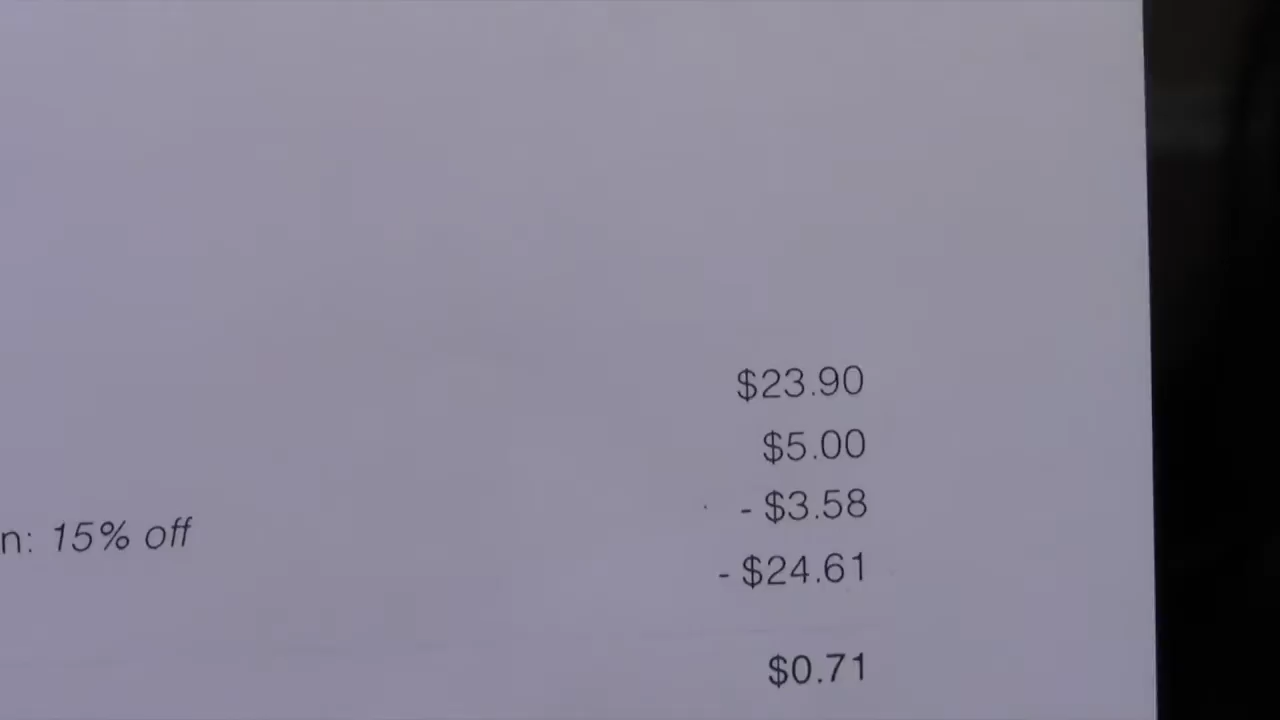 $23.90
$5.00
n: 15% off - $3.58
- $24.61
$0.71